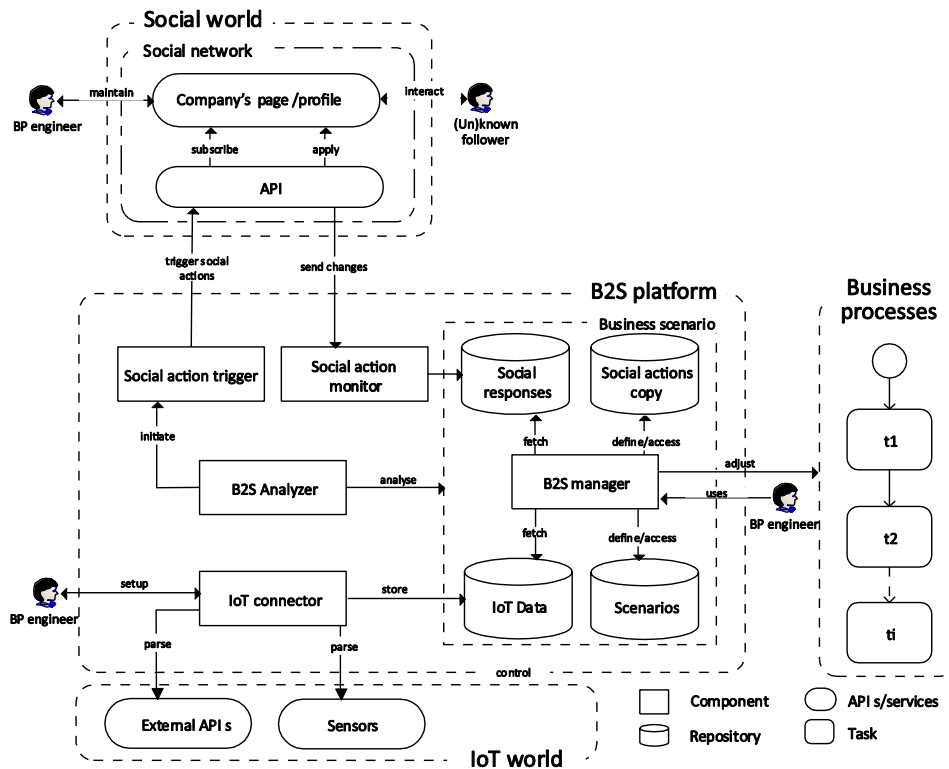 Social world
Social network
Company's page /profile
maintain
interact
BP engineer
(Un)known
follower
subscribe
apply
API
trigger social
actions
send changes
B2S platform
Business
processes
Business scenario
Social action trigger
Social action
monitor
Social
responses
Social actions
copy
initiate
fetch
define/access
t1
B2S Analyzer
analyse
B2S manager
adjust
uses
BP engineer
fetch
define/access
t2
setup
BP engineer
IoT connector
store
IoT Data
Scenarios
ti
parse
parse
control
External API s
Sensors
IoT world
Component
API s/services
Repository
Task